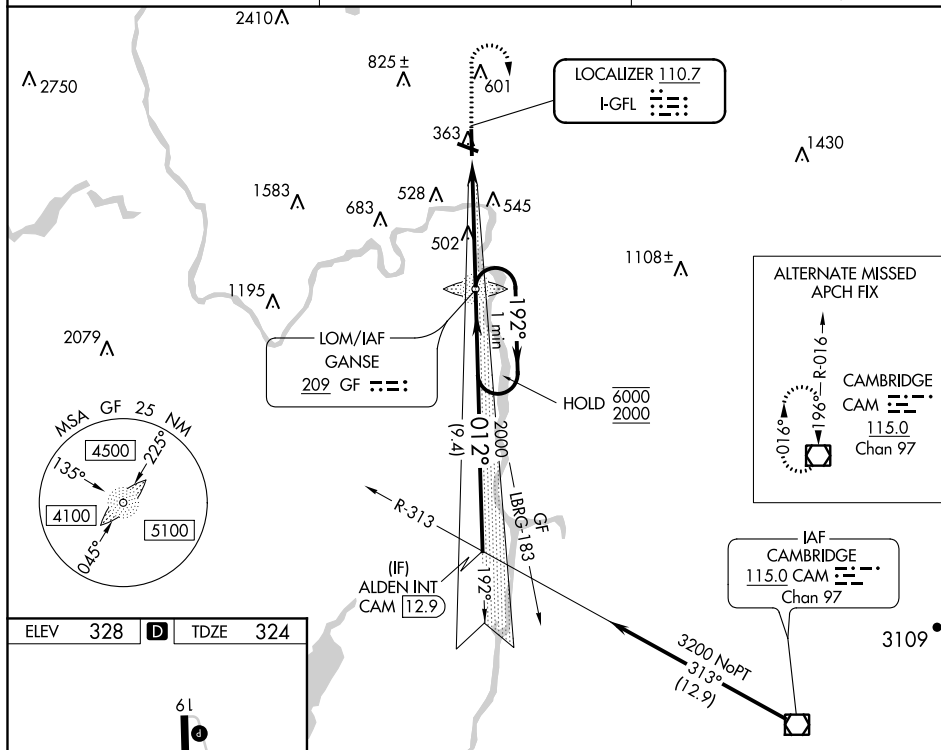 2410
2750
825 ±
601
LOCALIZER 110.7
I-GFL
363
1430
1583
528
545
683
502
1108±
1195
192°
1 min
ALTERNATE MISSED
APCH FIX
R-016
196°
016°
CAMBRIDGE
CAM
115.0
Chan 97
LOM/IAF
GANSE
209 GF
2079
HOLD 6000
2000
MSA GF 25 NM
4500
225°
135°
4100
5100
045°
012°
2000
(9.4)
GF
LBRG-183
R-313
(IF)
ALDEN INT
CAM 12.9
192°
IAF
CAMBRIDGE
115.0 CAM
Chan 97
3109
3200 NoPT
313°
(12.9)
ELEV 328 D TDZE 324
19
P